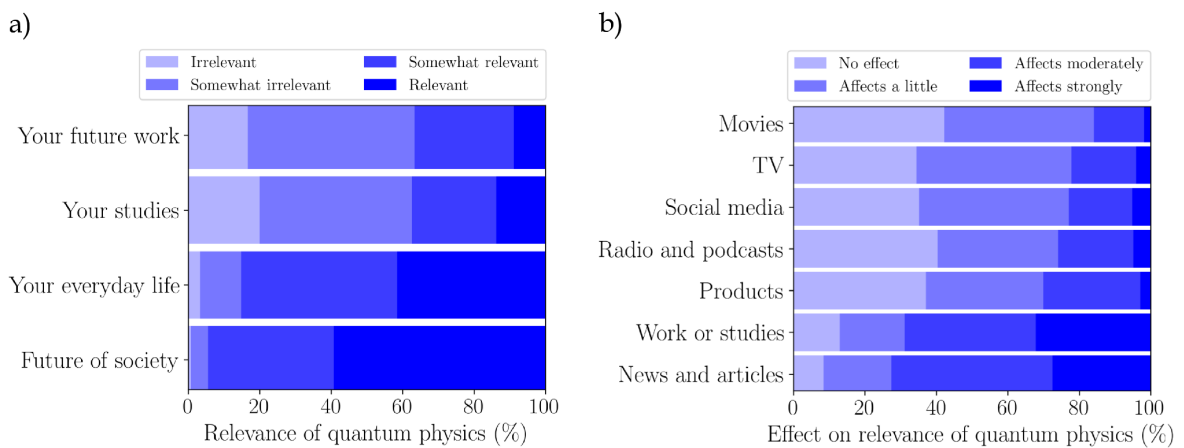 a)
Irrelevant
Somewhat irrelevant
Somewhat relevant
Relevant
Your future work
Your studies
Your everyday life
Future of society
0 20 40 60 80 100
Relevance of quantum physics (%)
b)
No effect
Affects a little
Affects moderately
Affects strongly
Movies
TV
Social media
Radio and podcasts
Products
Work or studies
News and articles
0 20 40 60 80 100
Effect on relevance of quantum physics (%)